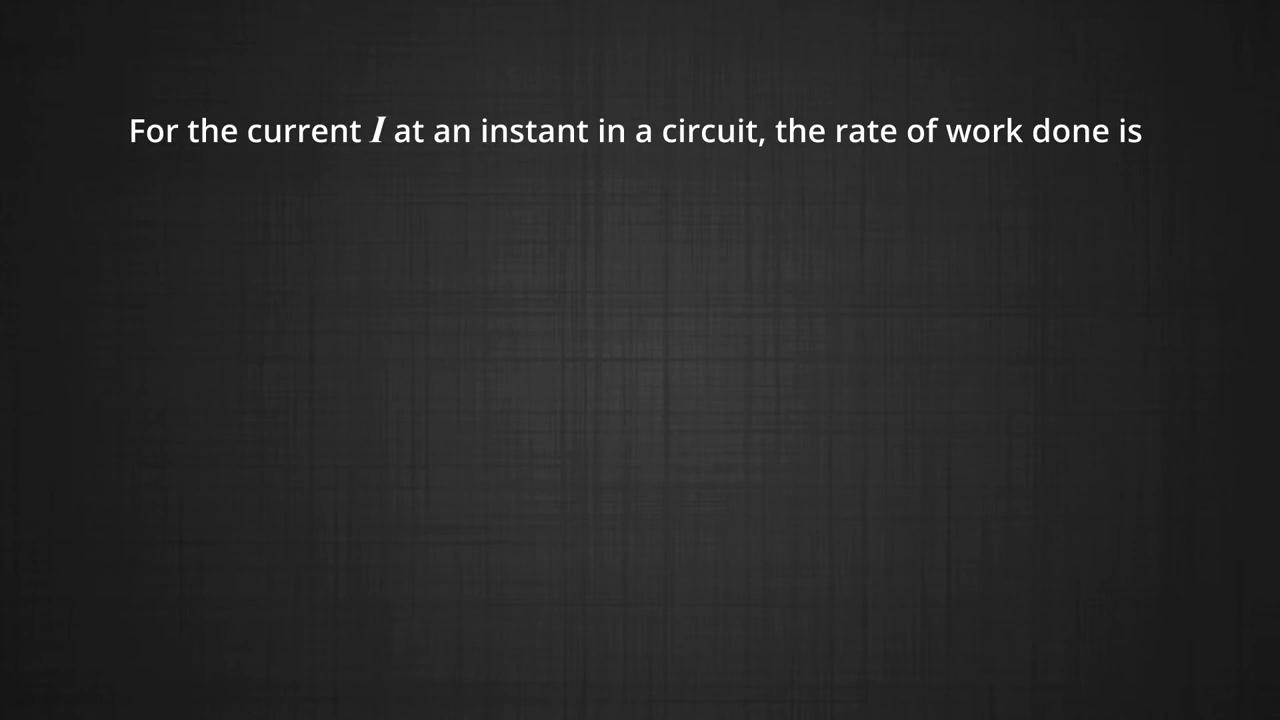 For the current I at an instant in a circuit, the rate of work done is